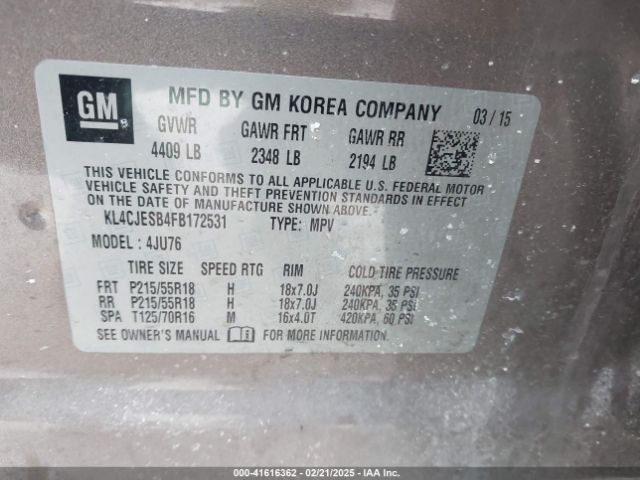 GM
MFD BY GM KOREA COMPANY 03 / 15
GVWR GAWR FRT GAWR RR
4409 LB 2348 LB 2194 LB
THIS VEHICLE CONFORMS TO ALL APPLICABLE U.S. FEDERAL MOTOR
VEHICLE SAFETY AND THEFT PREVENTION STANDARDS IN EFFECT
ON THE DATE OF MANUFACTURE SHOWN ABOVE.
KL4CJESB4FB172531 TYPE: MPV
MODEL : 4JU76
TIRE SIZE SPEED RTG RIM COLD TIRE PRESSURE
FRT P215/55R18 H 18x7.0J 240KPA, 35 PSI
RR P215/55R18 H 18x7.0J 240KPA, 35 PSI
SPA T125/70R16 M 16x4.0T 420KPA, 60 PSI
SEE OWNER'S MANUAL i FOR MORE INFORMATION.
000-41616362 - 02/21/2025 - IAA Inc.